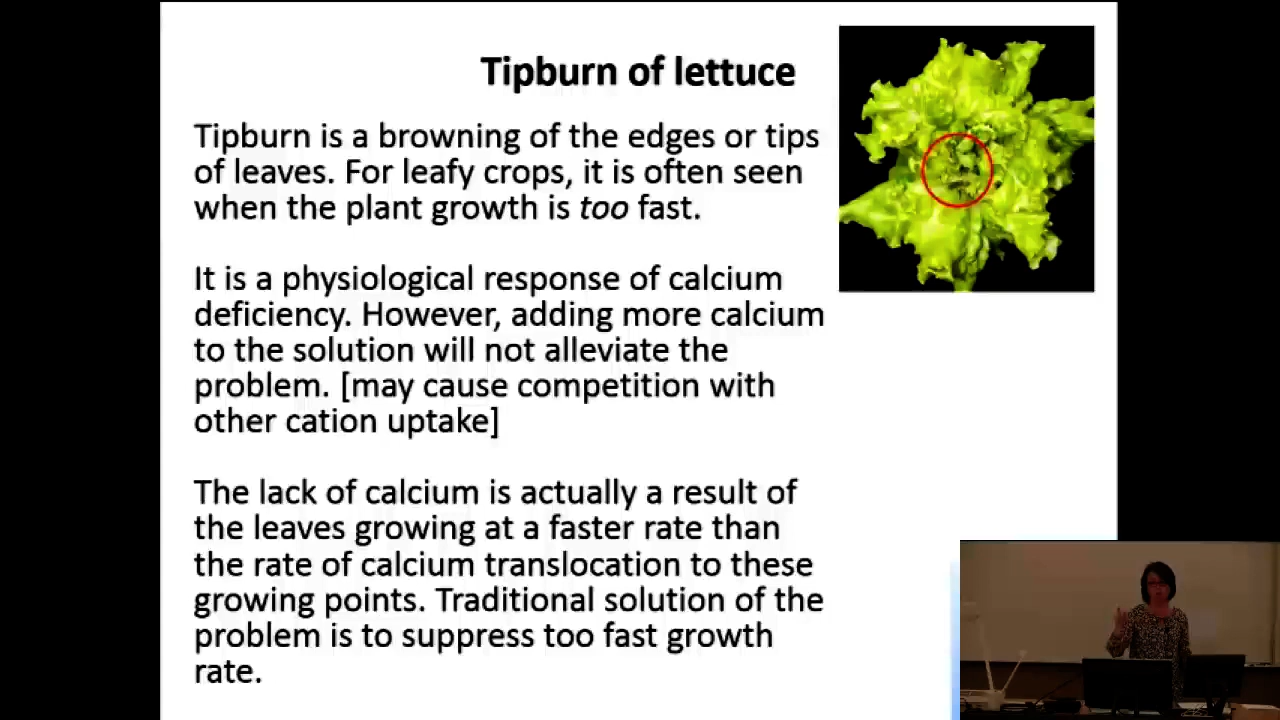 Tipburn of lettuce
Tipburn is a browning of the edges or tips
of leaves. For leafy crops, it is often seen
when the plant growth is too fast.
It is a physiological response of calcium
deficiency. However, adding more calcium
to the solution will not alleviate the
problem. [may cause competition with
other cation uptake]
The lack of calcium is actually a result of
the leaves growing at a faster rate than
the rate of calcium translocation to these
growing points. Traditional solution of the
problem is to suppress too fast growth
rate.